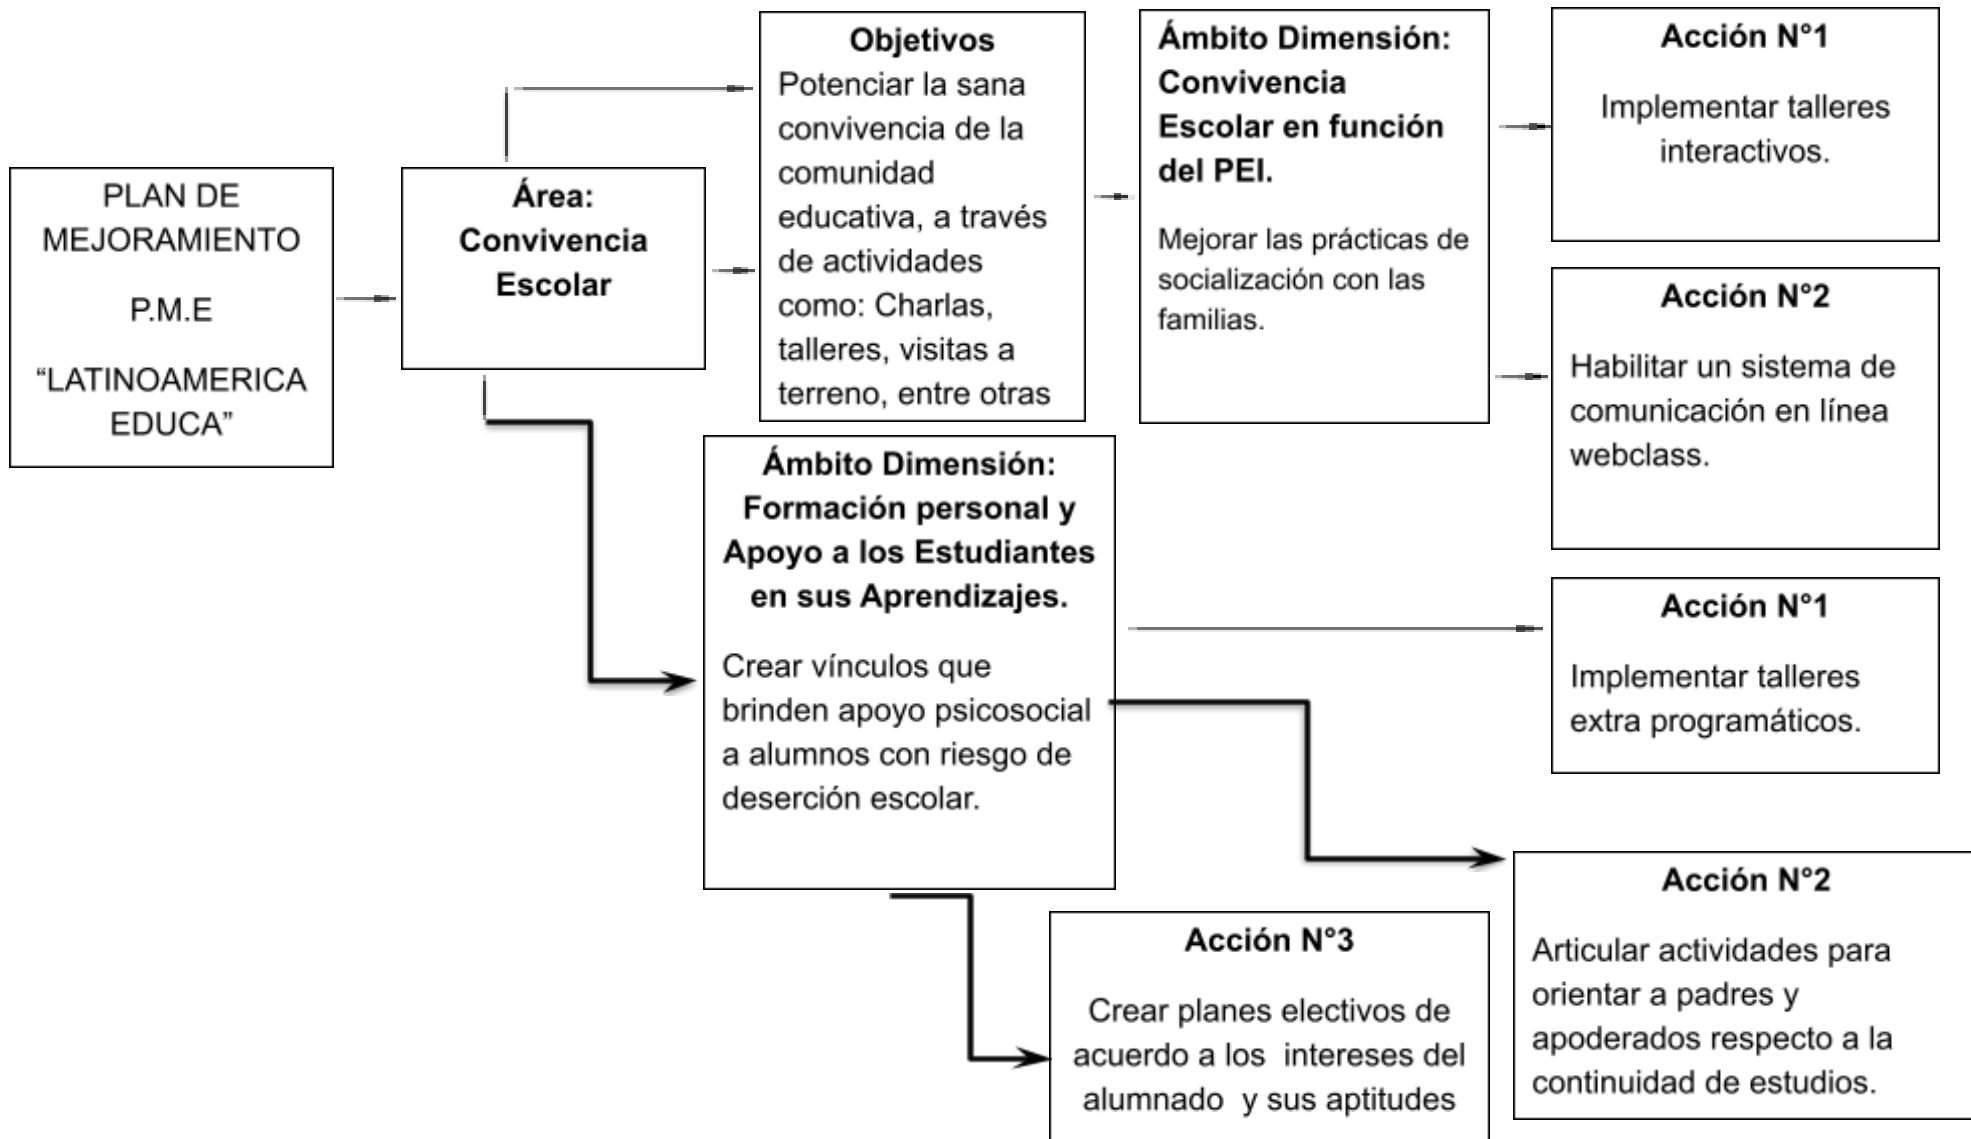 PLAN DE
MEJORAMIENTO
P.M.E
“LATINOAMERICA
EDUCA”
Área:
Convivencia
Escolar
Objetivos
Potenciar la sana
convivencia de la
comunidad
educativa, a través
de actividades
como: Charlas,
talleres, visitas a
terreno, entre otras
Ámbito Dimensión:
Convivencia
Escolar en función
del PEI.
Mejorar las prácticas de
socialización con las
familias.
Acción N°1
Implementar talleres
interactivos.
Acción N°2
Habilitar un sistema de
comunicación en línea
webclass.
Ámbito Dimensión:
Formación personal y
Apoyo a los Estudiantes
en sus Aprendizajes.
Crear vínculos que
brinden apoyo psicosocial
a alumnos con riesgo de
deserción escolar.
Acción N°1
Implementar talleres
extra programáticos.
Acción N°2
Articular actividades para
orientar a padres y
apoderados respecto a la
continuidad de estudios.
Acción N°3
Crear planes electivos de
acuerdo a los  intereses del
alumnado  y sus aptitudes